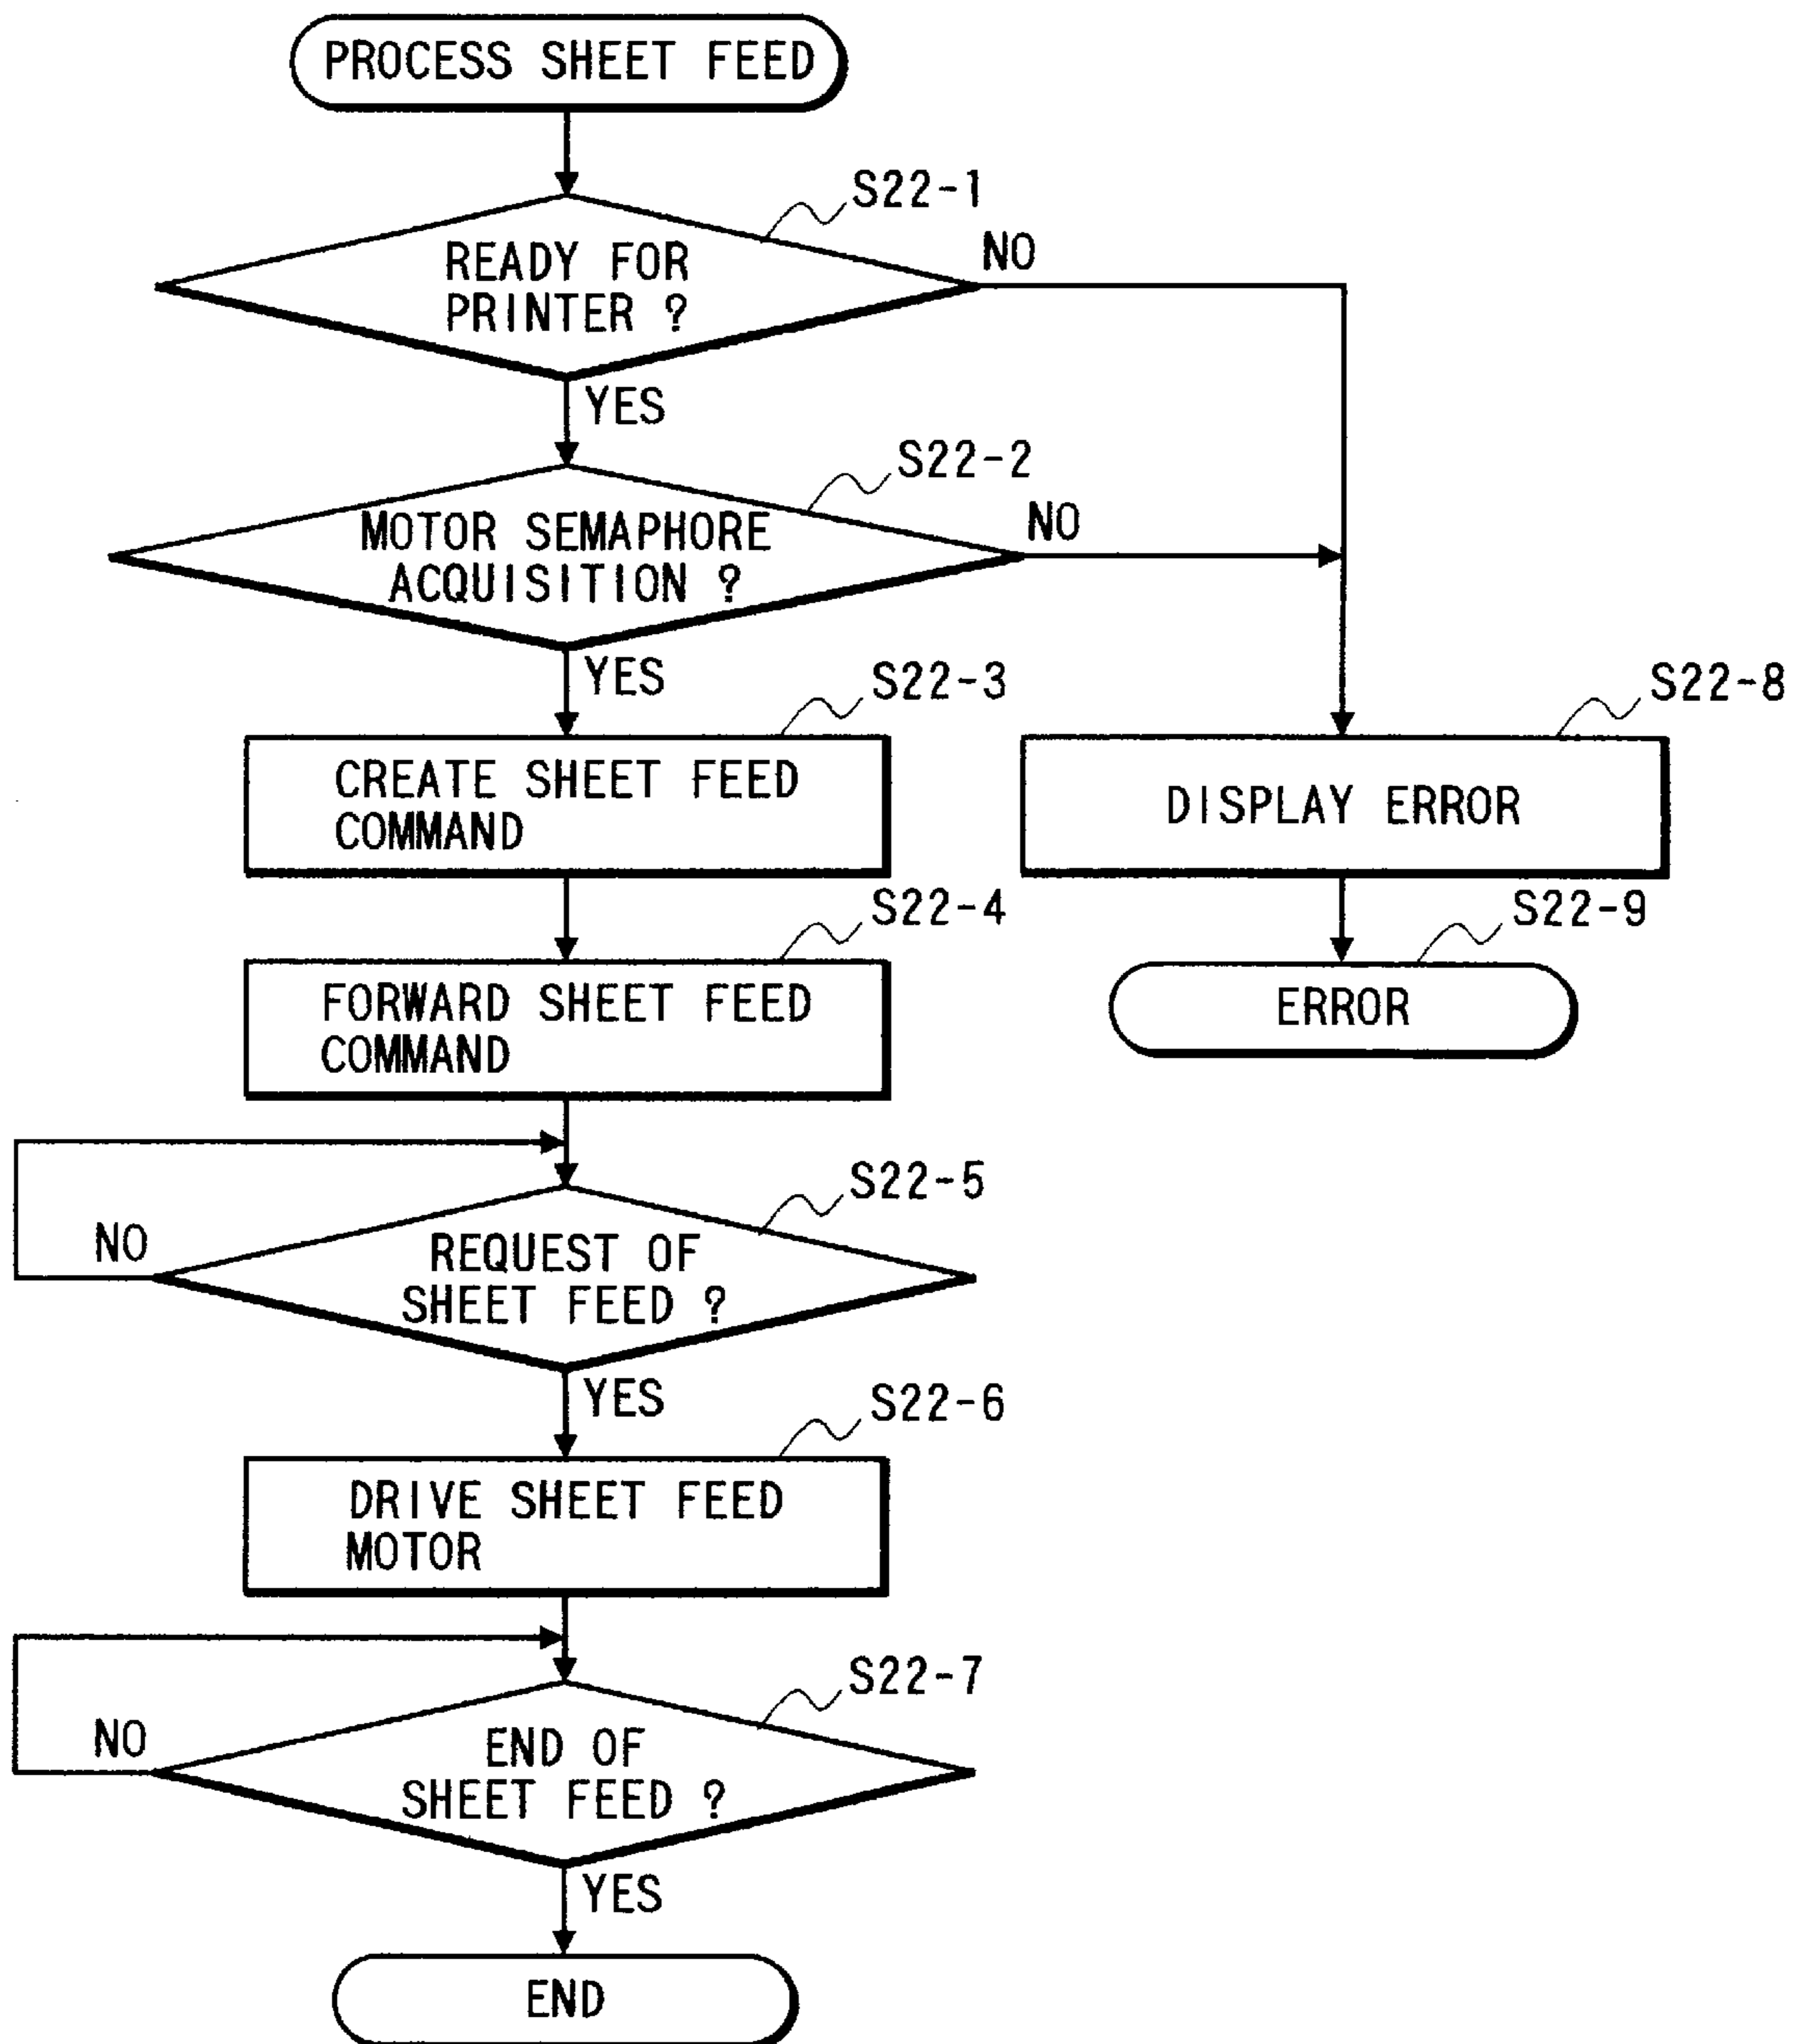 PROCESS SHEET FEED
S22-1
READY FOR
PRINTER ?
NO
YES
S22-2
MOTOR SEMAPHORE
ACQUISITION ?
NO
YES
S22-3
CREATE SHEET FEED
COMMAND
S22-8
DISPLAY ERROR
S22-4
FORWARD SHEET FEED
COMMAND
S22-9
ERROR
S22-5
REQUEST OF
SHEET FEED ?
NO
YES
S22-6
DRIVE SHEET FEED
MOTOR
S22-7
END OF
SHEET FEED ?
NO
YES
END